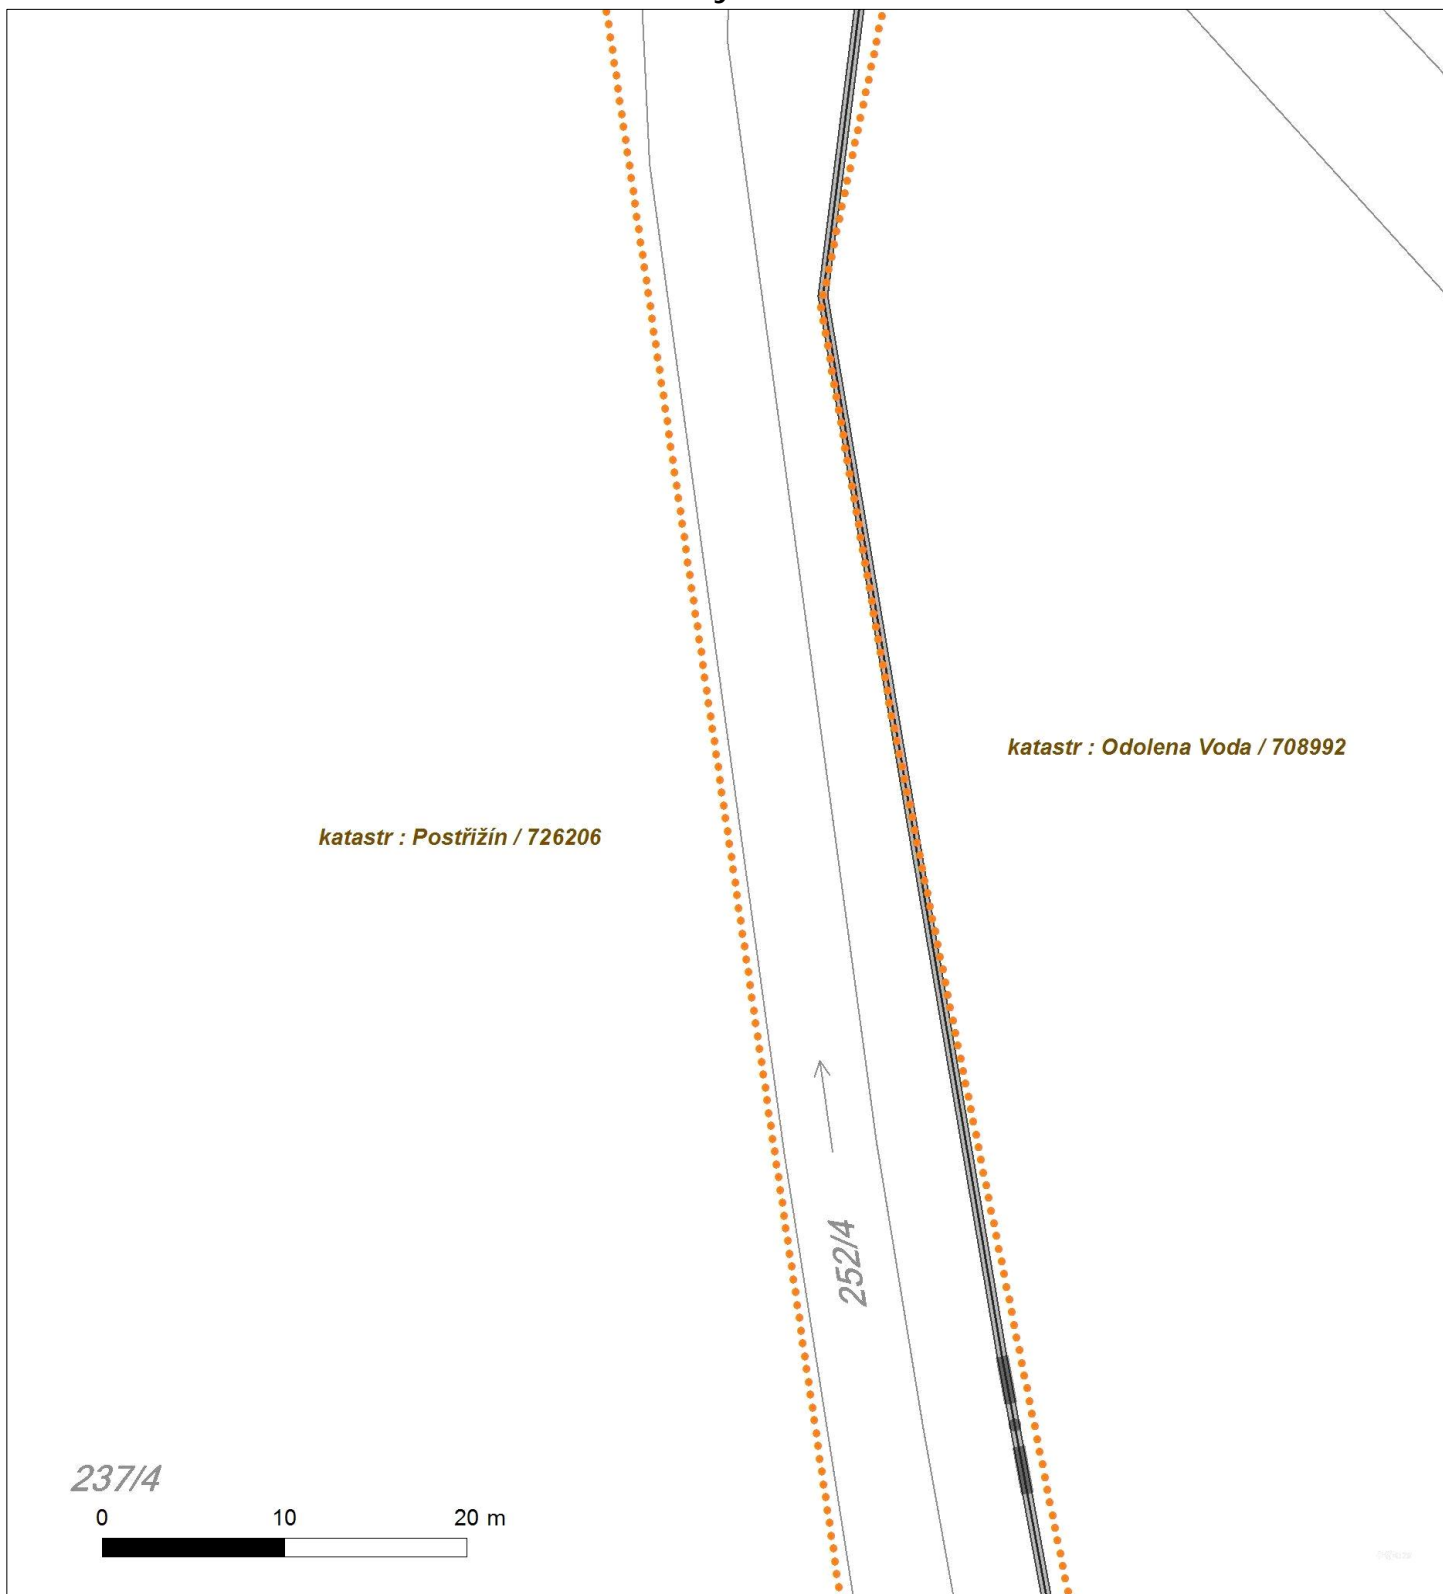 katastr : Odolena Voda / 708992
katastr : Postřižín / 726206
252/4
237/4
0 10 20 m